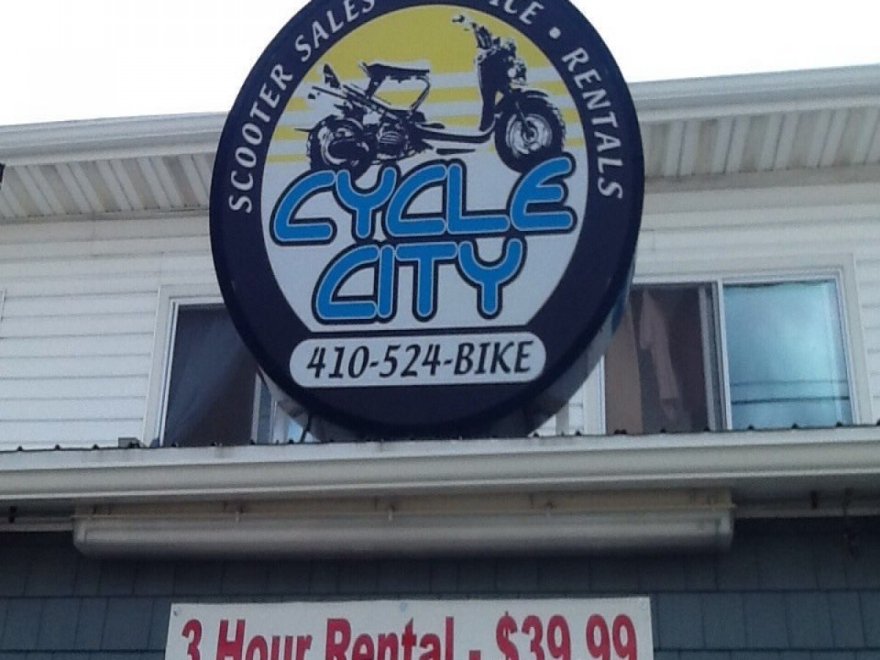 SCOOTER SALES • RENTALS
CYCLE
CITY
410-524-BIKE
3 Hour Rental - $39.99